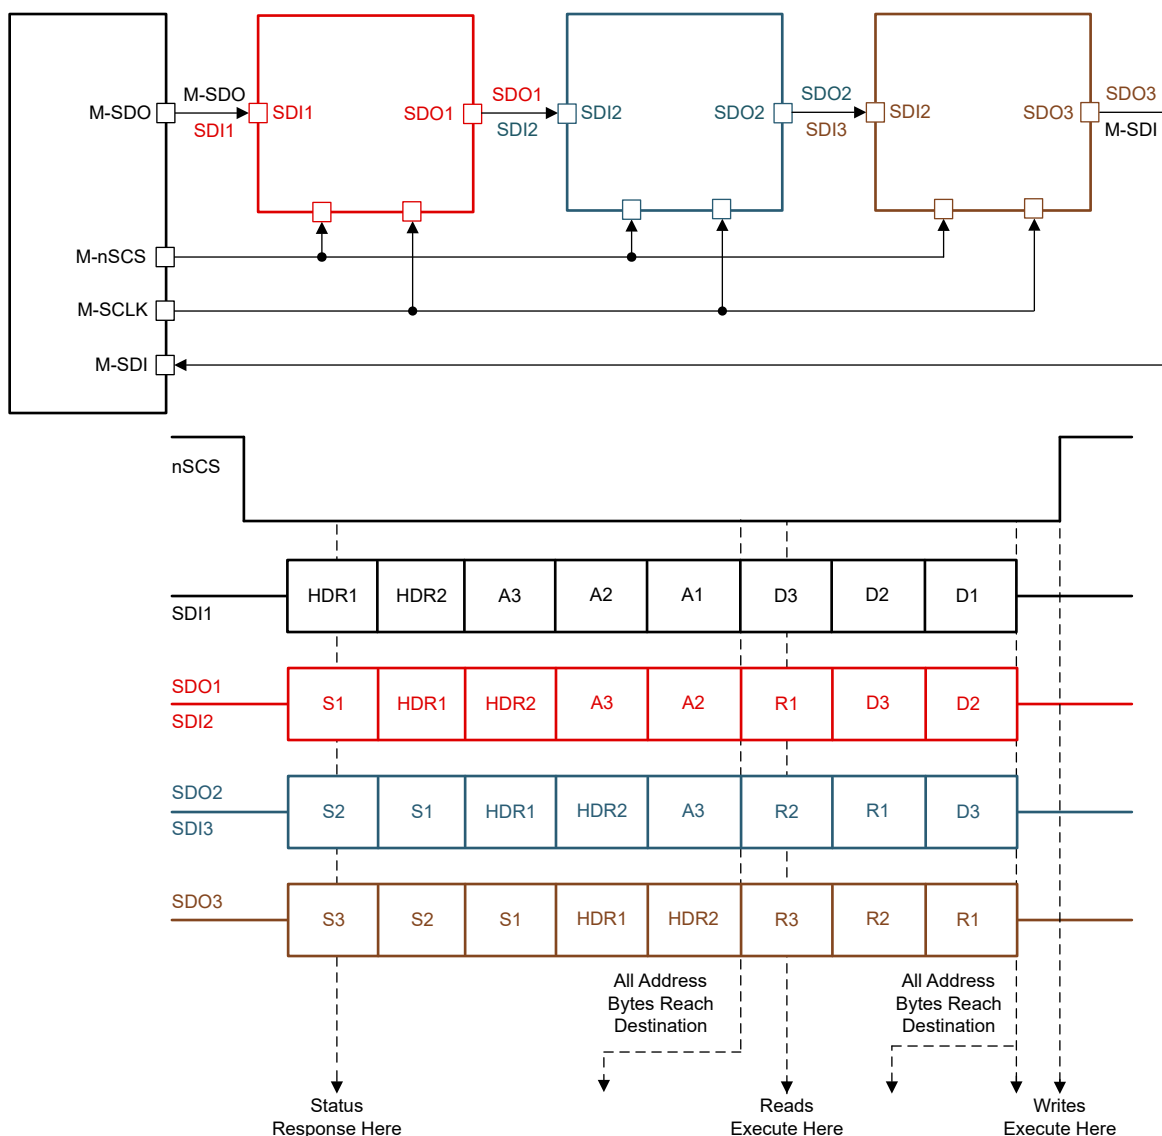 M-SDO
M-SDO
SDI1
SDI1
SDO1
SDO1
SDI2
SDI2
SDO2
SDO2
SDI3
SDI2
SDO3
SDO3
M-SDI
M-nSCS
M-SCLK
M-SDI
nSCS
SDI1
HDR1 HDR2 A3 A2 A1 D3 D2 D1
SDO1
SDI2
S1 HDR1 HDR2 A3 A2 R1 D3 D2
SDO2
SDI3
S2 S1 HDR1 HDR2 A3 R2 R1 D3
SDO3
S3 S2 S1 HDR1 HDR2 R3 R2 R1
All Address
Bytes Reach
Destination
All Address
Bytes Reach
Destination
Status
Response Here
Reads
Execute Here
Writes
Execute Here